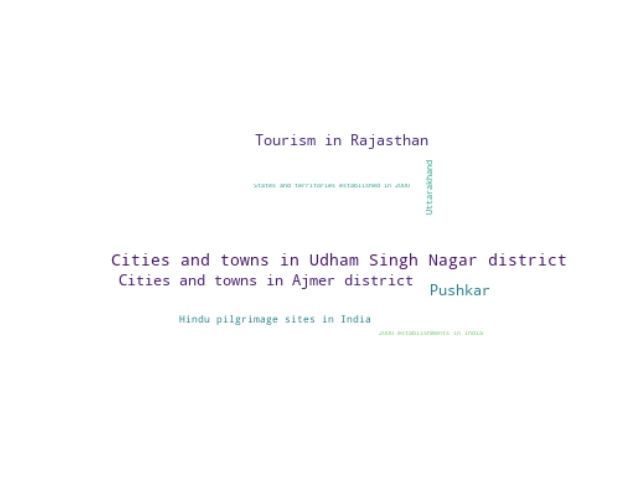 Tourism in Rajasthan
Uttarakhand
States and territories established in 2000
Cities and towns in Udham Singh Nagar district
Cities and towns in Ajmer district
Pushkar
Hindu pilgrimage sites in India
2000 establishments in India